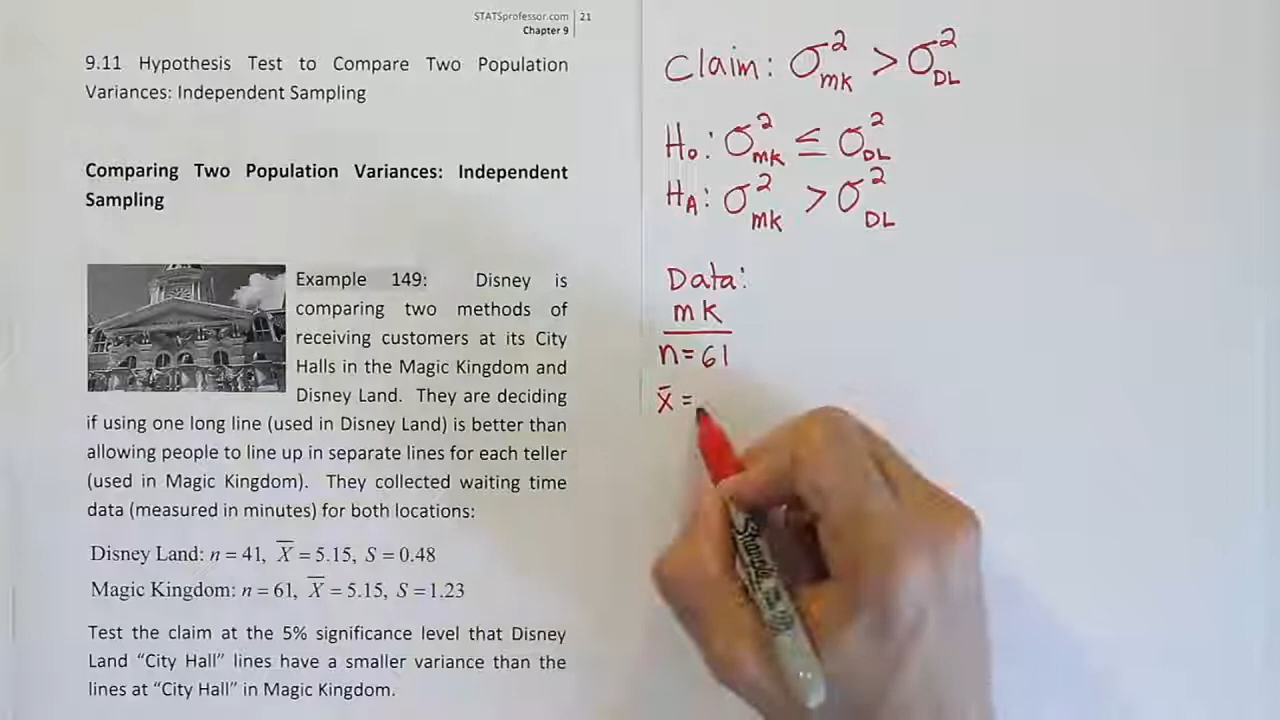 STATSprofessor.com 21
Chapter 9
9.11 Hypothesis Test to Compare Two Population
Variances: Independent Sampling
Comparing Two Population Variances: Independent
Sampling
Example 149: Disney is
comparing two methods of
receiving customers at its City
Halls in the Magic Kingdom and
Disney Land. They are deciding
if using one long line (used in Disney Land) is better than
allowing people to line up in separate lines for each teller
(used in Magic Kingdom). They collected waiting time
data (measured in minutes) for both locations:
Disney Land: n = 41, X̅ = 5.15, S = 0.48
Magic Kingdom: n = 61, X̅ = 5.15, S = 1.23
Test the claim at the 5% significance level that Disney
Land “City Hall” lines have a smaller variance than the
lines at “City Hall” in Magic Kingdom.
Claim: σ²mk > σ²DL
H₀: σ²mk ≤ σ²DL
HA: σ²mk > σ²DL
Data:
mk
n = 61
x̅ =
Sharpie